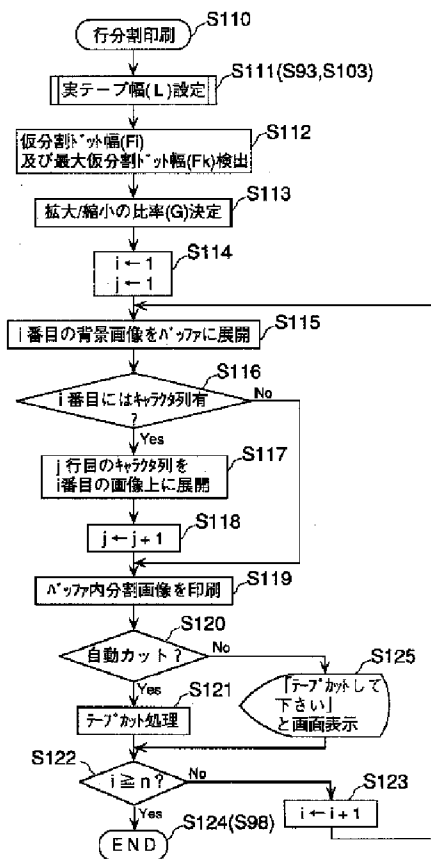 行分割印刷
S110
実テープ幅(L)設定
S111(S93,S103)
仮分割ドット幅(Fi)
及び最大仮分割ドット幅(Fk)検出
S112
拡大/縮小の比率(G)決定
S113
i ← 1
j ← 1
S114
i 番目の背景画像をバッファに展開
S115
i 番目にはキャラクタ列有
?
S116
No
Yes
j 行目のキャラクタ列を
i番目の画像上に展開
S117
j ← j + 1
S118
バッファ内分割画像を印刷
S119
自動カット?
S120
No
Yes
テープカット処理
S121
「テープカットして
下さい」
と画面表示
S125
i ≧ n?
S122
No
Yes
i ← i + 1
S123
END
S124(S98)